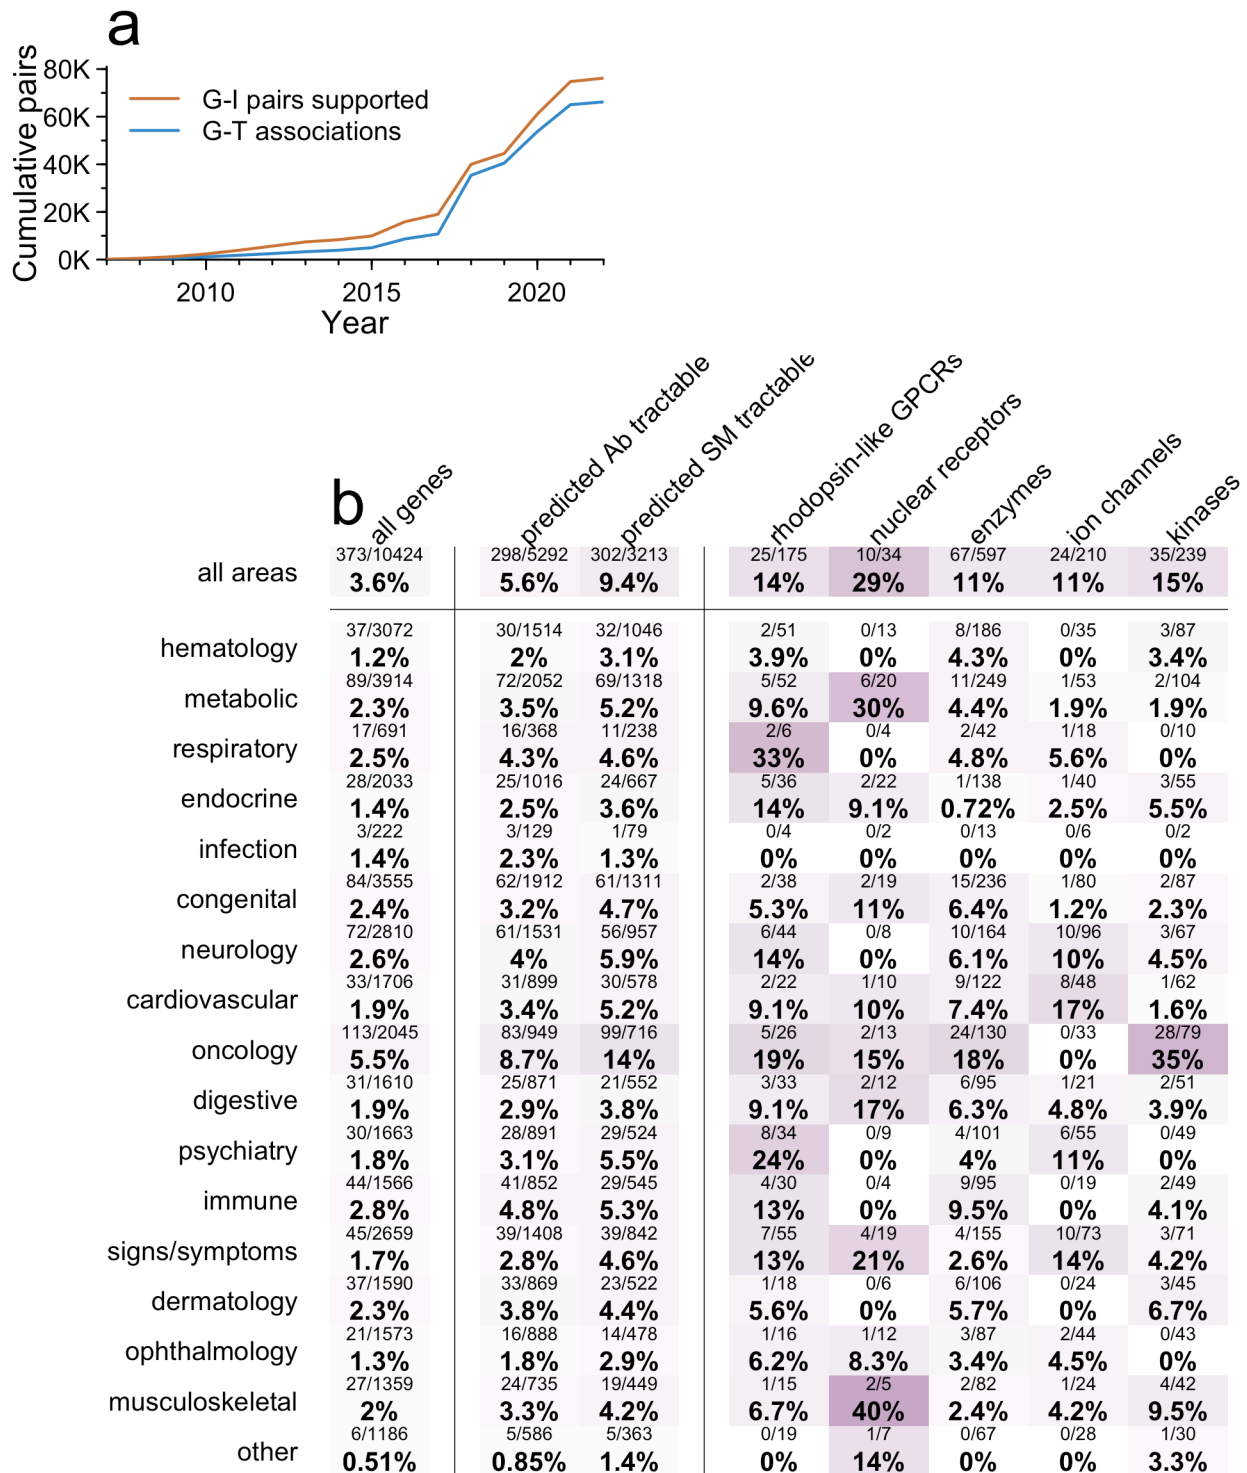 a
Cumulative pairs
80K
60K
40K
20K
0K
G-I pairs supported
G-T associations
2010 2015 2020
Year
b
all genes
predicted Ab tractable
predicted SM tractable
rhodopsin-like GPCRs
nuclear receptors
enzymes
ion channels
kinases
373/10424 298/5292 302/3213 25/175 10/34 67/597 24/210 35/239
all areas 3.6% 5.6% 9.4% 14% 29% 11% 11% 15%
37/3072 30/1514 32/1046 2/51 0/13 8/186 0/35 3/87
hematology 1.2% 2% 3.1% 3.9% 0% 4.3% 0% 3.4%
89/3914 72/2052 69/1318 5/52 6/20 11/249 1/53 2/104
metabolic 2.3% 3.5% 5.2% 9.6% 30% 4.4% 1.9% 1.9%
17/691 16/368 11/238 2/6 0/4 2/42 1/18 0/10
respiratory 2.5% 4.3% 4.6% 33% 0% 4.8% 5.6% 0%
28/2033 25/1016 24/667 5/36 2/22 1/138 1/40 3/55
endocrine 1.4% 2.5% 3.6% 14% 9.1% 0.72% 2.5% 5.5%
3/222 3/129 1/79 0/4 0/2 0/13 0/6 0/2
infection 1.4% 2.3% 1.3% 0% 0% 0% 0% 0%
84/3555 62/1912 61/1311 2/38 2/19 15/236 1/80 2/87
congenital 2.4% 3.2% 4.7% 5.3% 11% 6.4% 1.2% 2.3%
72/2810 61/1531 56/957 6/44 0/8 10/164 10/96 3/67
neurology 2.6% 4% 5.9% 14% 0% 6.1% 10% 4.5%
33/1706 31/899 30/578 2/22 1/10 9/122 8/48 1/62
cardiovascular 1.9% 3.4% 5.2% 9.1% 10% 7.4% 17% 1.6%
113/2045 83/949 99/716 5/26 2/13 24/130 0/33 28/79
oncology 5.5% 8.7% 14% 19% 15% 18% 0% 35%
31/1610 25/871 21/552 3/33 2/12 6/95 1/21 2/51
digestive 1.9% 2.9% 3.8% 9.1% 17% 6.3% 4.8% 3.9%
30/1663 28/891 29/524 8/34 0/9 4/101 6/55 0/49
psychiatry 1.8% 3.1% 5.5% 24% 0% 4% 11% 0%
44/1566 41/852 29/545 4/30 0/4 9/95 0/19 2/49
immune 2.8% 4.8% 5.3% 13% 0% 9.5% 0% 4.1%
45/2659 39/1408 39/842 7/55 4/19 4/155 10/73 3/71
signs/symptoms 1.7% 2.8% 4.6% 13% 21% 2.6% 14% 4.2%
37/1590 33/869 23/522 1/18 0/6 6/106 0/24 3/45
dermatology 2.3% 3.8% 4.4% 5.6% 0% 5.7% 0% 6.7%
21/1573 16/888 14/478 1/16 1/12 3/87 2/44 0/43
ophthalmology 1.3% 1.8% 2.9% 6.2% 8.3% 3.4% 4.5% 0%
27/1359 24/735 19/449 1/15 2/5 2/82 1/24 4/42
musculoskeletal 2% 3.3% 4.2% 6.7% 40% 2.4% 4.2% 9.5%
6/1186 5/586 5/363 0/19 1/7 0/67 0/28 1/30
other 0.51% 0.85% 1.4% 0% 14% 0% 0% 3.3%